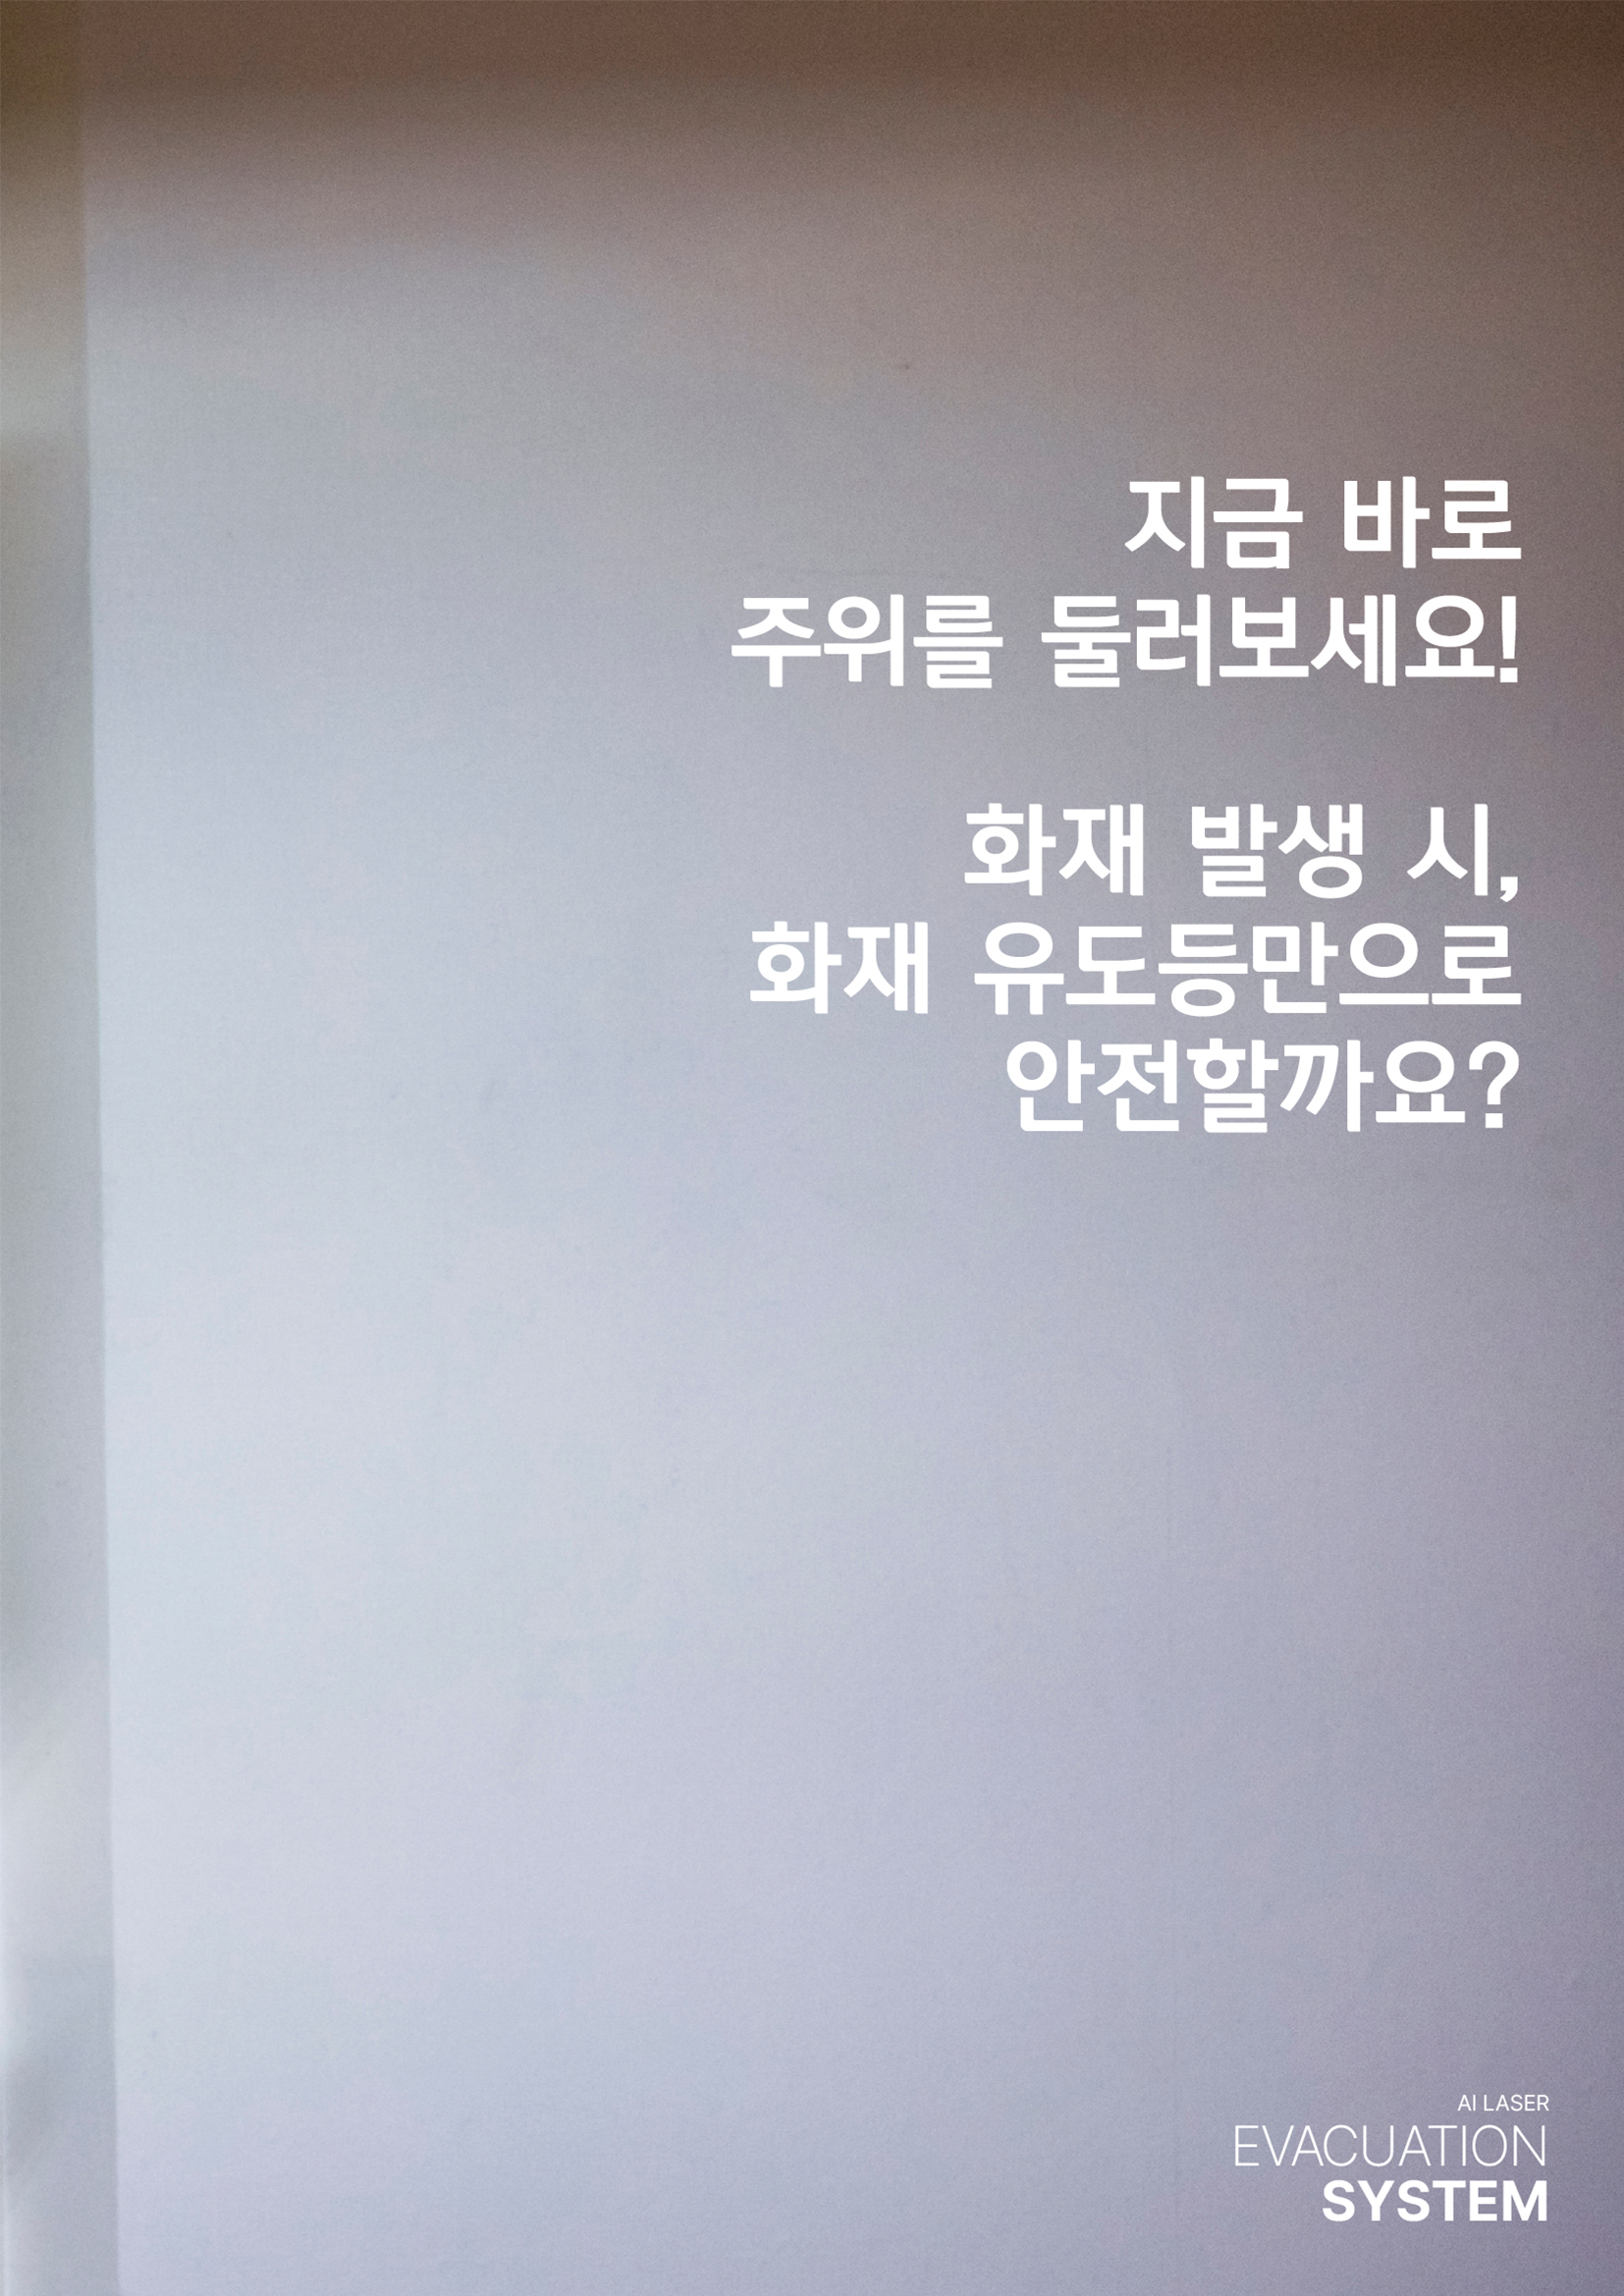 지금 바로
주위를 둘러보세요!
화재 발생 시,
화재 유도등만으로
안전할까요?
AI LASER
EVACUATION
SYSTEM